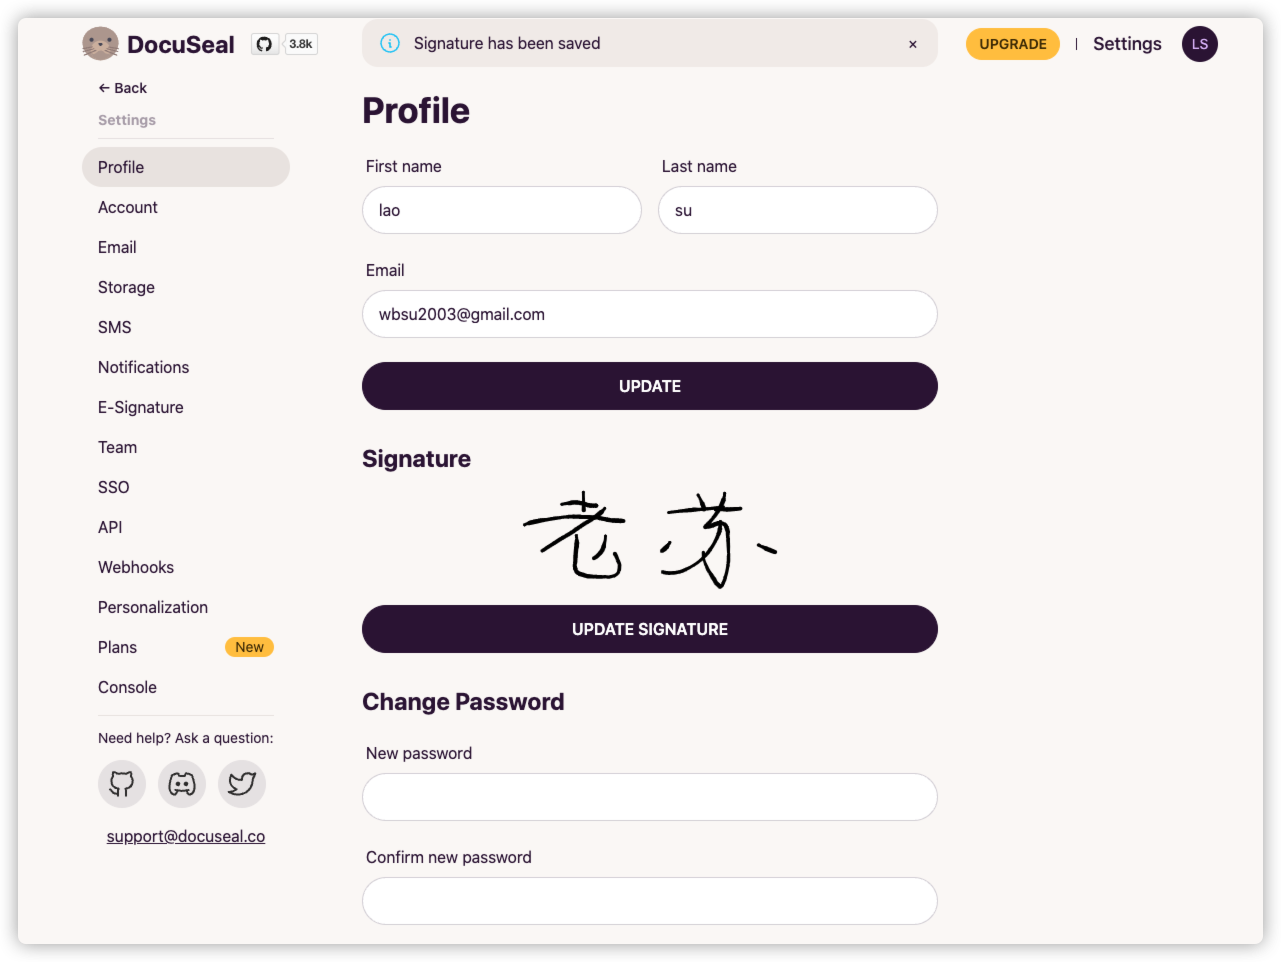 DocuSeal
3.8k
Signature has been saved
×
UPGRADE
Settings
LS
← Back
Settings
Profile
Account
Email
Storage
SMS
Notifications
E-Signature
Team
SSO
API
Webhooks
Personalization
Plans New
Console
Need help? Ask a question:
support@docuseal.co
Profile
First name Last name
lao su
Email
wbsu2003@gmail.com
UPDATE
Signature
老苏
UPDATE SIGNATURE
Change Password
New password
Confirm new password